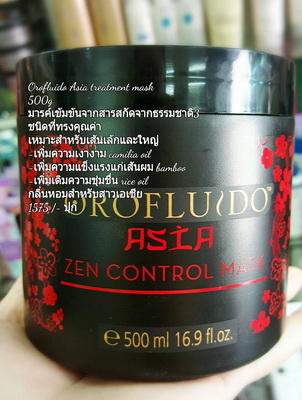 Orofluido Asia treatment mask
500g
มาร์คเข้มข้นจากสารสกัดจากธรรมชาติ3
ชนิดที่ทรงคุณค่า
เหมาะสำหรับเส้นเล้กและใหญ่
-เพิ่มความเงางาม camilia oil
-เพิ่มความแข็งแรงแก่เส้นผม bamboo
-เพิ่มเติมความชุ่มชื่น rice oil
กลิ่นหอมสำหรับสาวเอเชีย
1575 /- ปุก
OROFLUIDO™
ASIA
ZEN CONTROL MASK
e 500 ml 16.9 fl.oz.